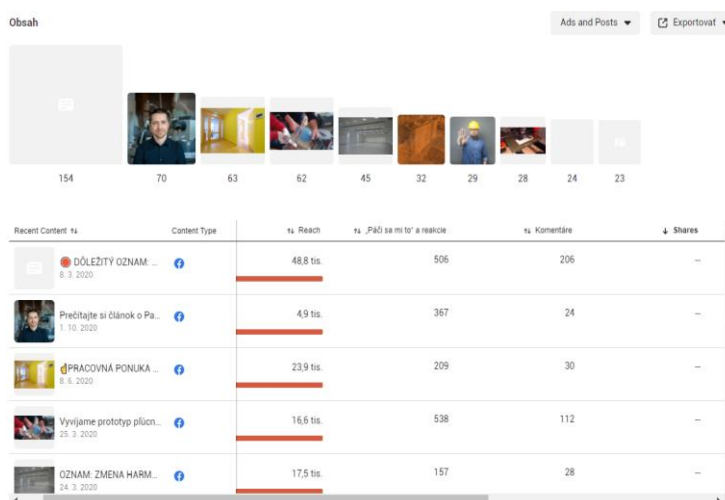 Obsah
Ads and Posts
Exportovať
154
70
63
62
45
32
29
28
24
23
Recent Content
Content Type
Reach
„Páči sa mi to“ a reakcie
Komentáre
Shares
DÔLEŽITÝ OZNAM: ...
8. 3. 2020
48,8 tis.
506
206
--
Prečítajte si článok o Pa...
1. 10. 2020
4,9 tis.
367
24
--
PRACOVNÁ PONUKA ...
8. 6. 2020
23,9 tis.
209
30
--
Vyvíjame prototyp pľúcn...
25. 3. 2020
16,6 tis.
538
112
--
OZNAM: ZMENA HARM...
24. 3. 2020
17,5 tis.
157
28
--